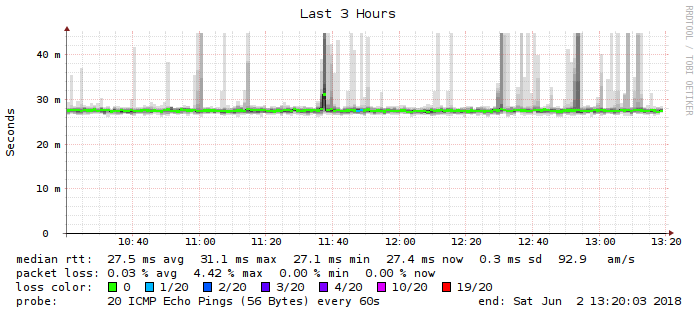 Last 3 Hours
RRDTOOL / TOBI OETIKER
Seconds
40 m
30 m
20 m
10 m
0
10:40 11:00 11:20 11:40 12:00 12:20 12:40 13:00 13:20
median rtt: 27.5 ms avg 31.1 ms max 27.1 ms min 27.4 ms now 0.3 ms sd 92.9 am/s
packet loss: 0.03 % avg 4.42 % max 0.00 % min 0.00 % now
loss color: 0 1/20 2/20 3/20 4/20 10/20 19/20
probe: 20 ICMP Echo Pings (56 Bytes) every 60s end: Sat Jun 2 13:20:03 2018